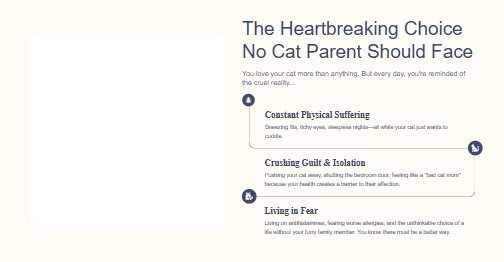 The Heartbreaking Choice
No Cat Parent Should Face
You love your cat more than anything. But every day, you're reminded of
the cruel reality...
Constant Physical Suffering
Sneezing fits, itchy eyes, sleepless nights—all while your cat just wants to
cuddle.
Crushing Guilt & Isolation
Pushing your cat away, shutting the bedroom door, feeling like a "bad cat mom"
because your health creates a barrier to their affection.
Living in Fear
Living on antihistamines, fearing worse allergies, and the unthinkable choice of a
life without your furry family member. You know there must be a better way.